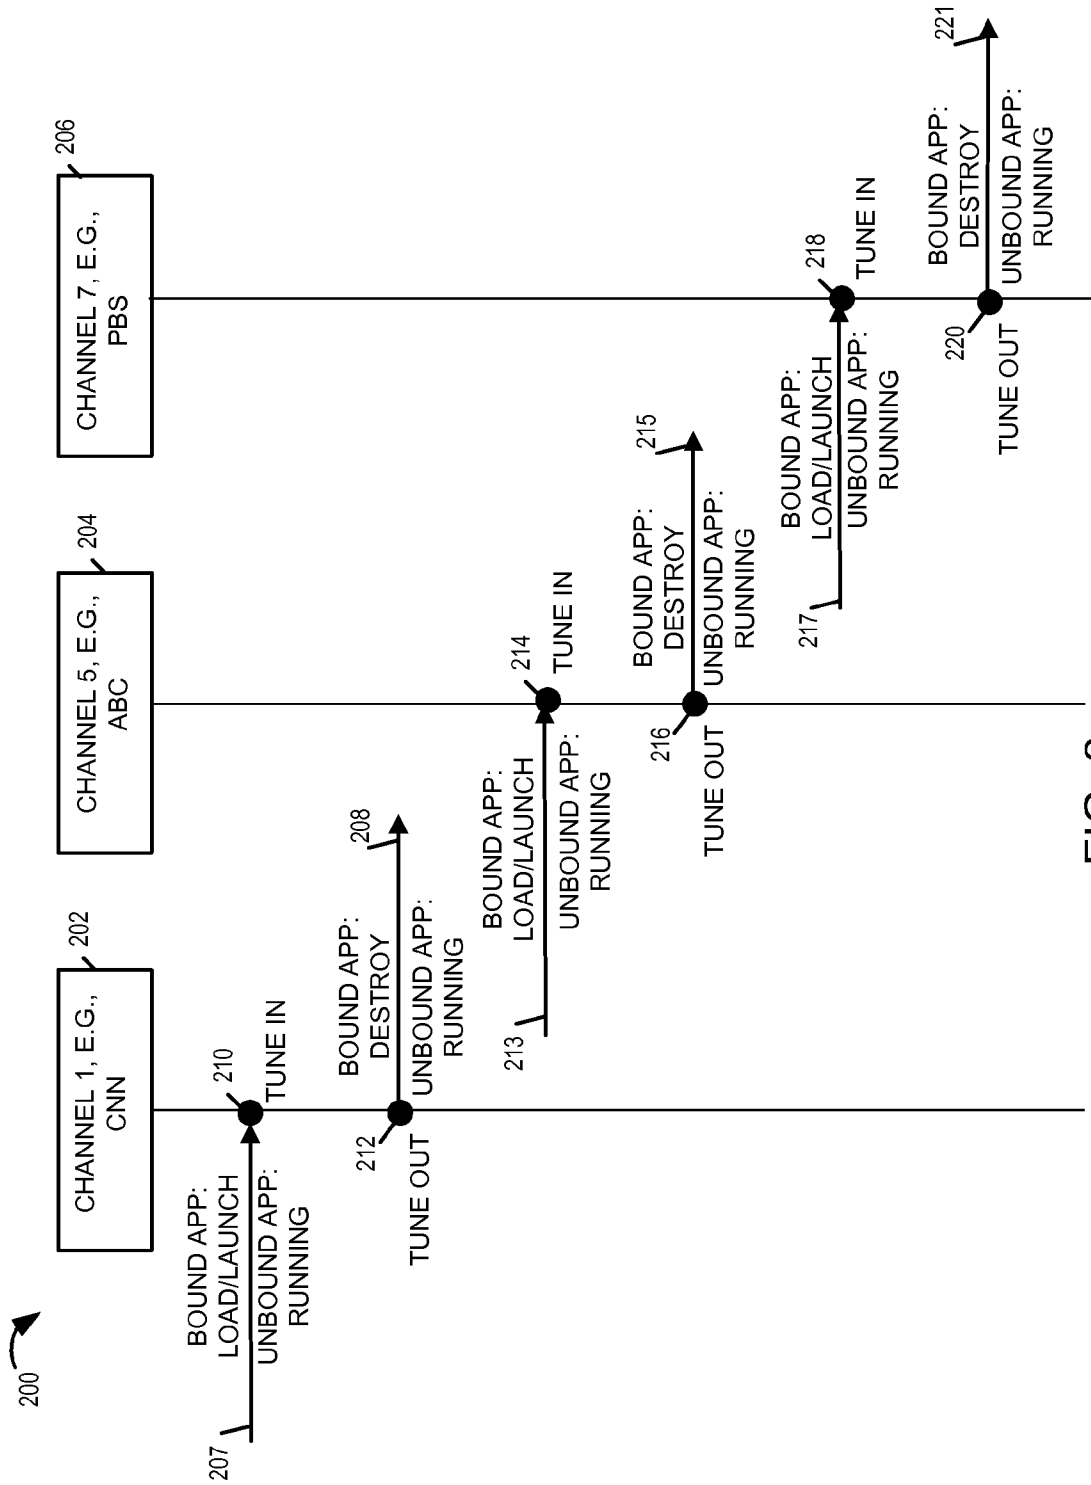 200
CHANNEL 1, E.G.,
CNN
202
CHANNEL 5, E.G.,
ABC
204
CHANNEL 7, E.G.,
PBS
206
207
BOUND APP:
LOAD/LAUNCH
UNBOUND APP:
RUNNING
210
TUNE IN
212
TUNE OUT
BOUND APP:
DESTROY
UNBOUND APP:
RUNNING
208
213
BOUND APP:
LOAD/LAUNCH
UNBOUND APP:
RUNNING
214
TUNE IN
216
TUNE OUT
BOUND APP:
DESTROY
UNBOUND APP:
RUNNING
215
217
BOUND APP:
LOAD/LAUNCH
UNBOUND APP:
RUNNING
218
TUNE IN
220
TUNE OUT
BOUND APP:
DESTROY
UNBOUND APP:
RUNNING
221